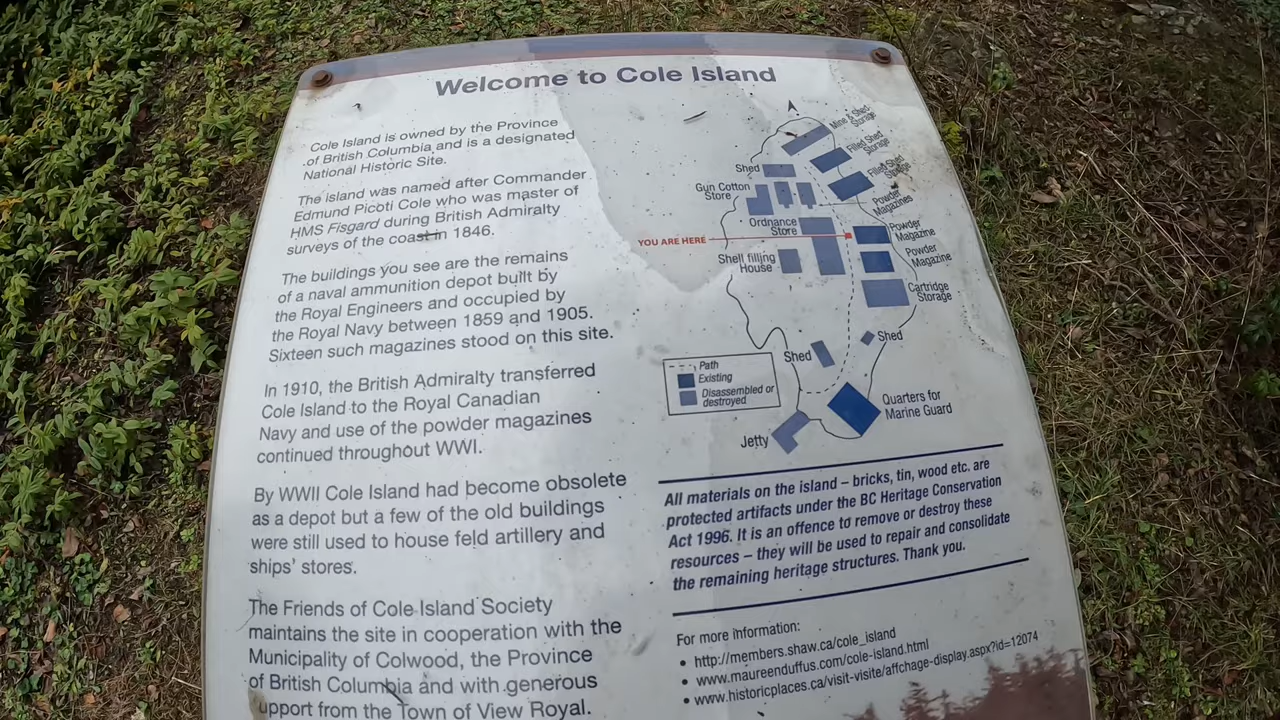 Welcome to Cole Island
Cole Island is owned by the Province
of British Columbia and is a designated
National Historic Site.
The island was named after Commander
Edmund Picoti Cole who was master of
HMS Fisgard during British Admiralty
surveys of the coast in 1846.
The buildings you see are the remains
of a naval ammunition depot built by
the Royal Engineers and occupied by
the Royal Navy between 1859 and 1905.
Sixteen such magazines stood on this site.
In 1910, the British Admiralty transferred
Cole Island to the Royal Canadian
Navy and use of the powder magazines
continued throughout WWI.
By WWII Cole Island had become obsolete
as a depot but a few of the old buildings
were still used to house feld artillery and
ships' stores.
The Friends of Cole Island Society
maintains the site in cooperation with the
Municipality of Colwood, the Province
of British Columbia and with generous
upport from the Town of View Royal.
Mine & Shed
Storage
Filled Shed
Storage
Filled Shed
Storage
Shed
Gun Cotton
Store
Powder
Magazines
Ordnance
Store
YOU ARE HERE
Powder
Magazine
Shell filling
House
Powder
Magazine
Cartridge
Storage
Shed
Shed
Path
Existing
Disassembled or
destroyed
Quarters for
Marine Guard
Jetty
All materials on the island – bricks, tin, wood etc. are
protected artifacts under the BC Heritage Conservation
Act 1996. It is an offence to remove or destroy these
resources – they will be used to repair and consolidate
the remaining heritage structures. Thank you.
For more Information:
• http://members.shaw.ca/cole_island
• www.maureenduffus.com/cole-island.html
• www.historicplaces.ca/visit-visite/affchage-display.aspx?id=12074